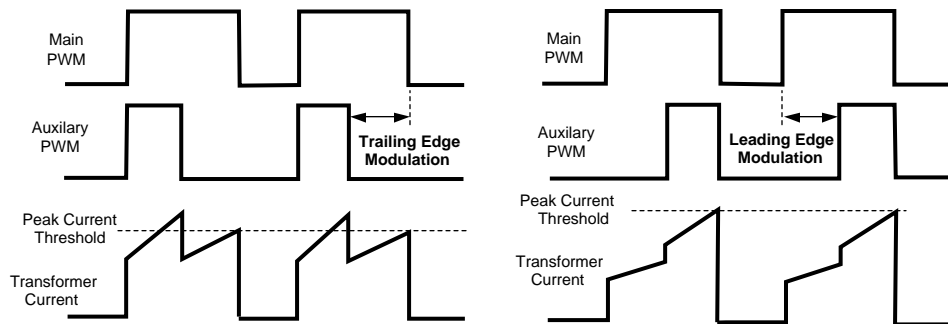 Main
PWM
Auxilary
PWM
Trailing Edge
Modulation
Peak Current
Threshold
Transformer
Current
Main
PWM
Auxilary
PWM
Leading Edge
Modulation
Peak Current
Threshold
Transformer
Current